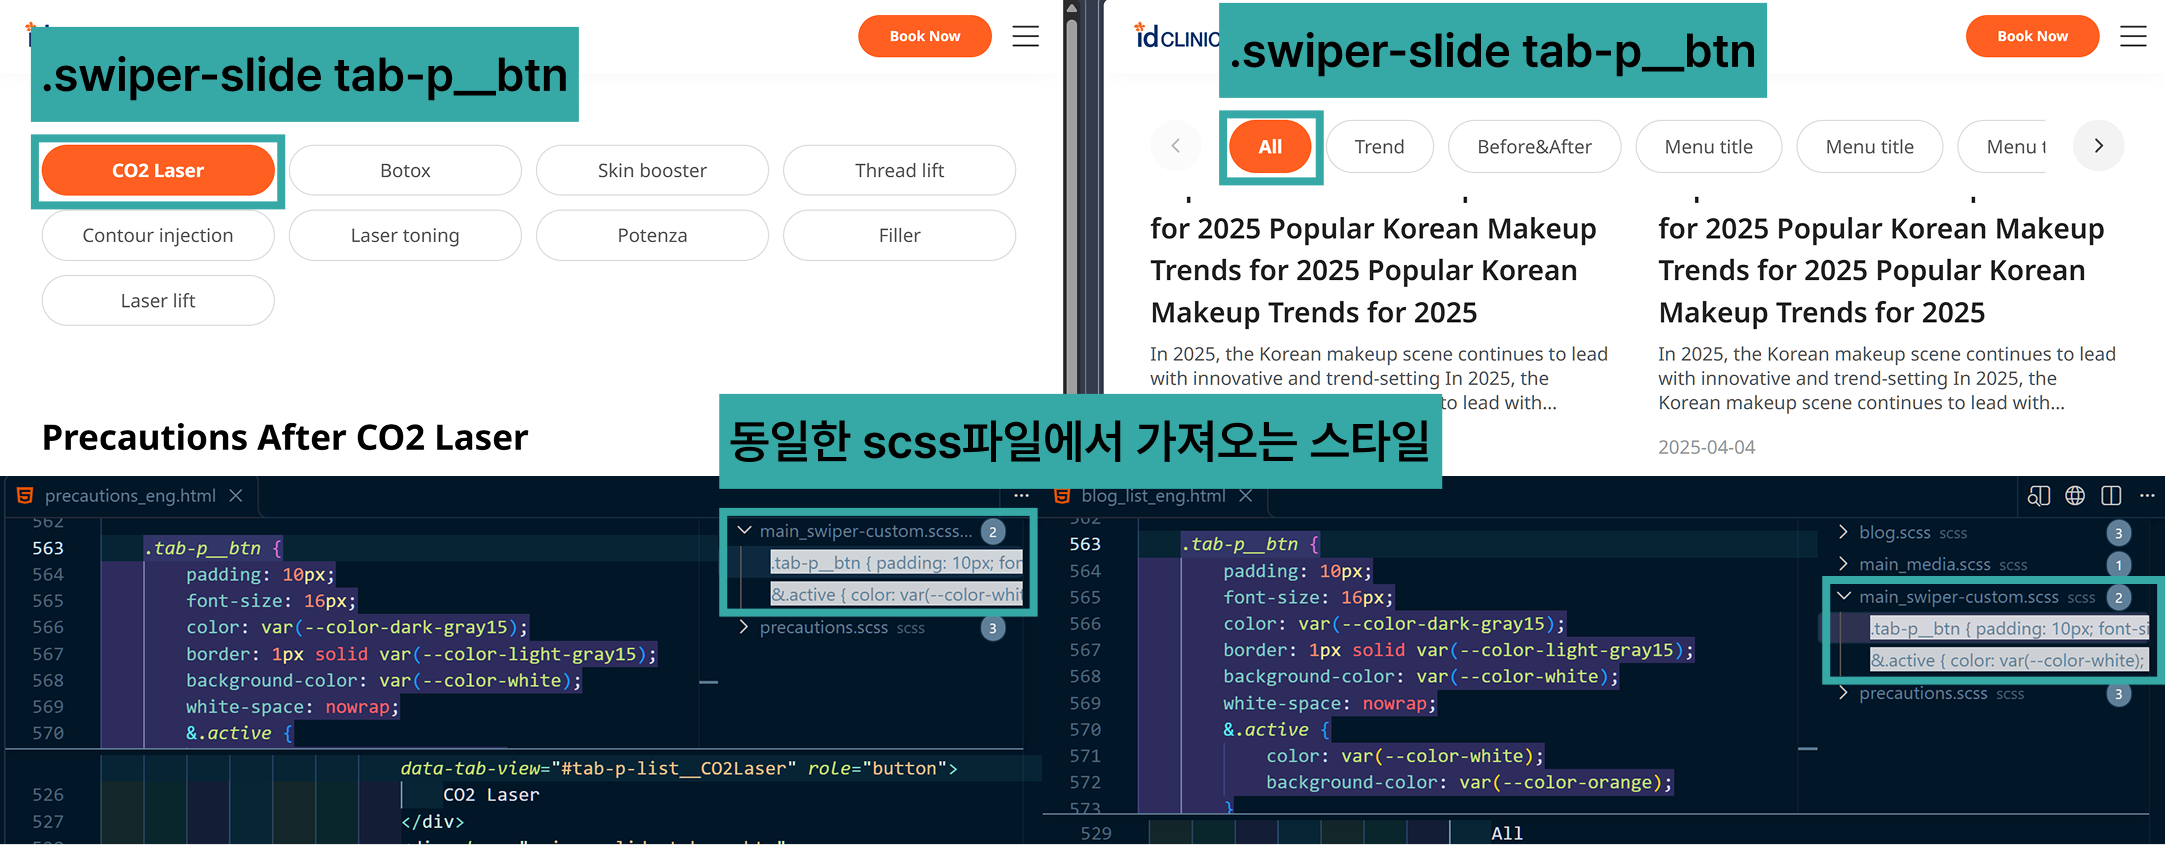 Book Now
.swiper-slide tab-p__btn
CO2 Laser
Botox
Skin booster
Thread lift
Contour injection
Laser toning
Potenza
Filler
Laser lift
Precautions After CO2 Laser
id CLINIC
.swiper-slide tab-p__btn
Book Now
All
Trend
Before&After
Menu title
Menu title
Menu t
for 2025 Popular Korean Makeup
Trends for 2025 Popular Korean
Makeup Trends for 2025
In 2025, the Korean makeup scene continues to lead
with innovative and trend-setting In 2025, the
to lead with...
for 2025 Popular Korean Makeup
Trends for 2025 Popular Korean
Makeup Trends for 2025
In 2025, the Korean makeup scene continues to lead
with innovative and trend-setting In 2025, the
Korean makeup scene continues to lead with...
2025-04-04
동일한 scss파일에서 가져오는 스타일
precautions_eng.html
562
563 .tab-p__btn {
564 padding: 10px;
565 font-size: 16px;
566 color: var(--color-dark-gray15);
567 border: 1px solid var(--color-light-gray15);
568 background-color: var(--color-white);
569 white-space: nowrap;
570 &.active {
data-tab-view="#tab-p-list__CO2Laser" role="button">
526 CO2 Laser
527 </div>
main_swiper-custom.scss... 2
.tab-p__btn { padding: 10px; fon
&.active { color: var(--color-whi
precautions.scss scss 3
blog_list_eng.html
562
563 .tab-p__btn {
564 padding: 10px;
565 font-size: 16px;
566 color: var(--color-dark-gray15);
567 border: 1px solid var(--color-light-gray15);
568 background-color: var(--color-white);
569 white-space: nowrap;
570 &.active {
571 color: var(--color-white);
572 background-color: var(--color-orange);
573 }
529 All
blog.scss scss 3
main_media.scss scss 1
main_swiper-custom.scss scss 2
.tab-p__btn { padding: 10px; font-si
&.active { color: var(--color-white);
precautions.scss scss 3